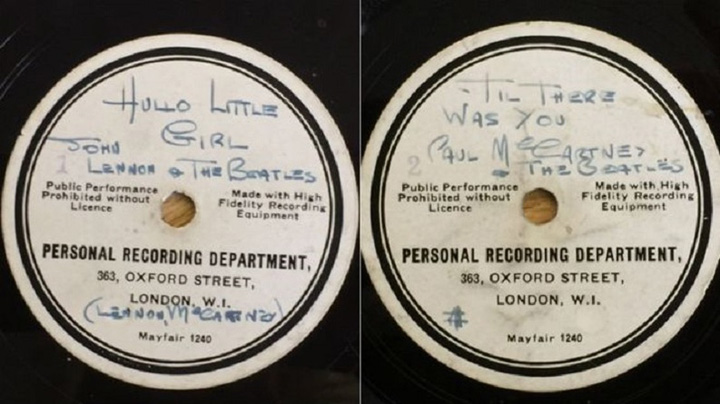 HULLO LITTLE
GIRL
JOHN
1 LENNON & THE BEATLES
Public Performance
Prohibited without
Licence
Made with High
Fidelity Recording
Equipment
PERSONAL RECORDING DEPARTMENT,
363, OXFORD STREET,
LONDON, W.I.
(LENNON, McCARTNEY)
Mayfair 1240
'TIL THERE
WAS YOU
2 PAUL McCARTNEY
& THE BEATLES
Public Performance
Prohibited without
Licence
Made with High
Fidelity Recording
Equipment
PERSONAL RECORDING DEPARTMENT,
363, OXFORD STREET,
LONDON, W.I.
#
Mayfair 1240